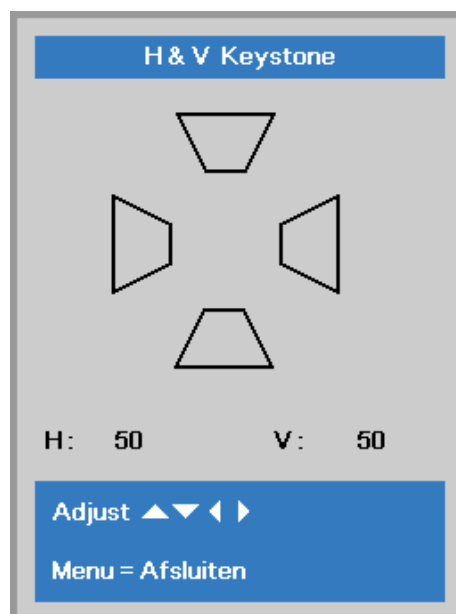 H & V Keystone
H: 50 V: 50
Adjust ▲▼◀▶
Menu = Afsluiten